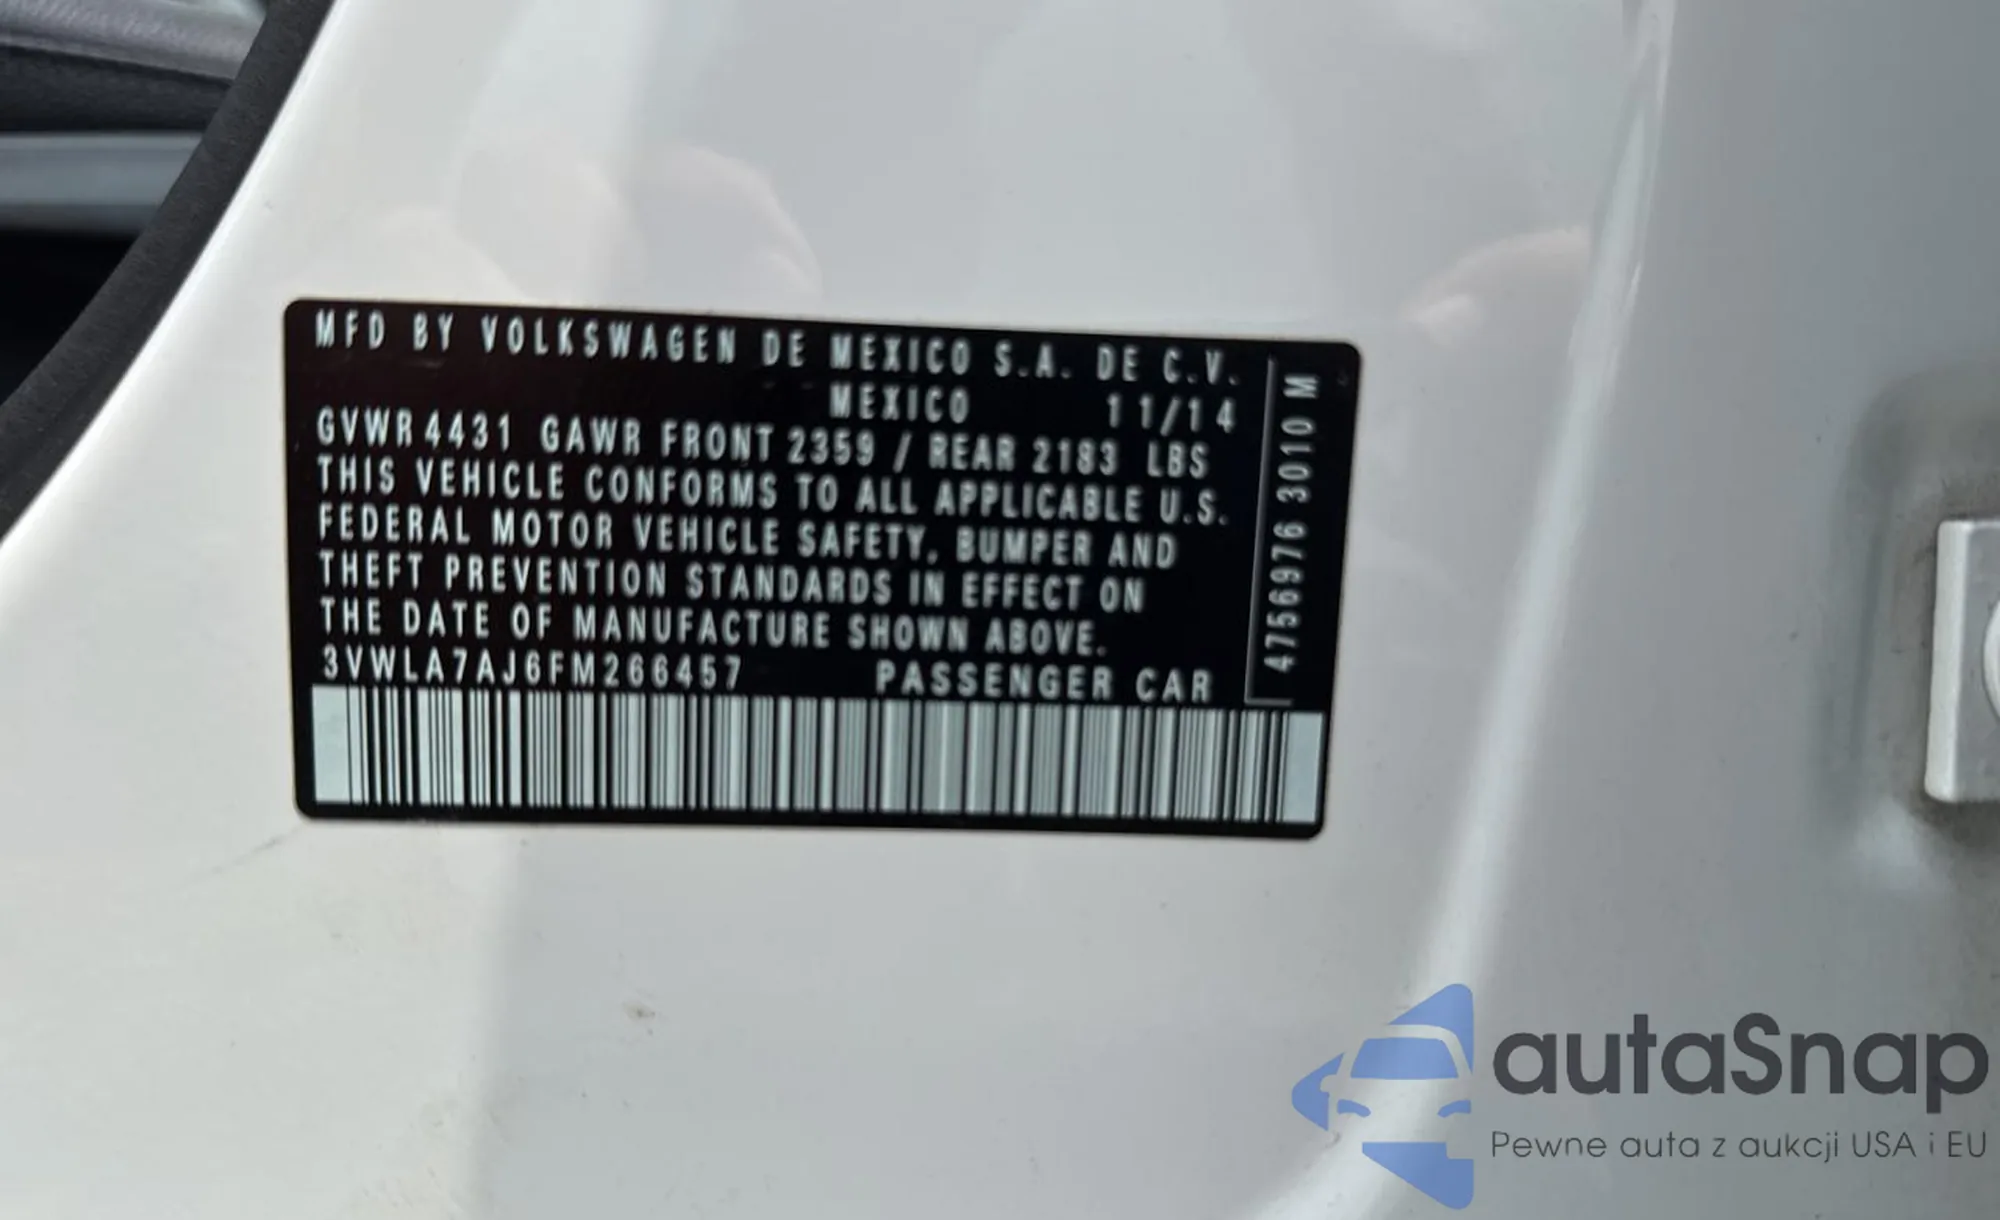 MFD BY VOLKSWAGEN DE MEXICO S.A. DE C.V.
MEXICO 11/14
GVWR 4431 GAWR FRONT 2359 / REAR 2183 LBS
THIS VEHICLE CONFORMS TO ALL APPLICABLE U.S.
FEDERAL MOTOR VEHICLE SAFETY, BUMPER AND
THEFT PREVENTION STANDARDS IN EFFECT ON
THE DATE OF MANUFACTURE SHOWN ABOVE.
3VWLA7AJ6FM266457 PASSENGER CAR
47566976 3010 M
autaSnap
Pewne auta z aukcji USA i EU